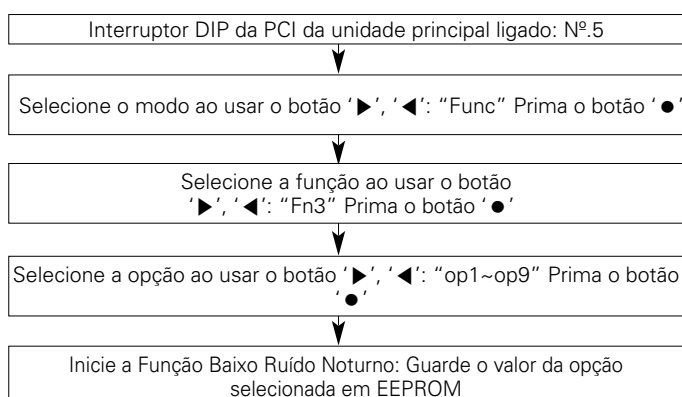 Interruptor DIP da PCI da unidade principal ligado: Nº.5
Selecione o modo ao usar o botão ‘▶’, ‘◀’: “Func” Prima o botão ‘●’
Selecione a função ao usar o botão
‘▶’, ‘◀’: “Fn3” Prima o botão ‘●’
Selecione a opção ao usar o botão ‘▶’, ‘◀’: “op1~op9” Prima o botão
‘●’
Inicie a Função Baixo Ruído Noturno: Guarde o valor da opção
selecionada em EEPROM